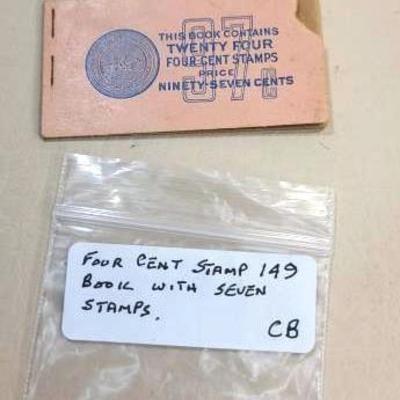 THIS BOOK CONTAINS
TWENTY FOUR
FOUR CENT STAMPS
PRICE
NINETY-SEVEN CENTS
97c
FOUR CENT STAMP 149
BOOK WITH SEVEN
STAMPS.
CB